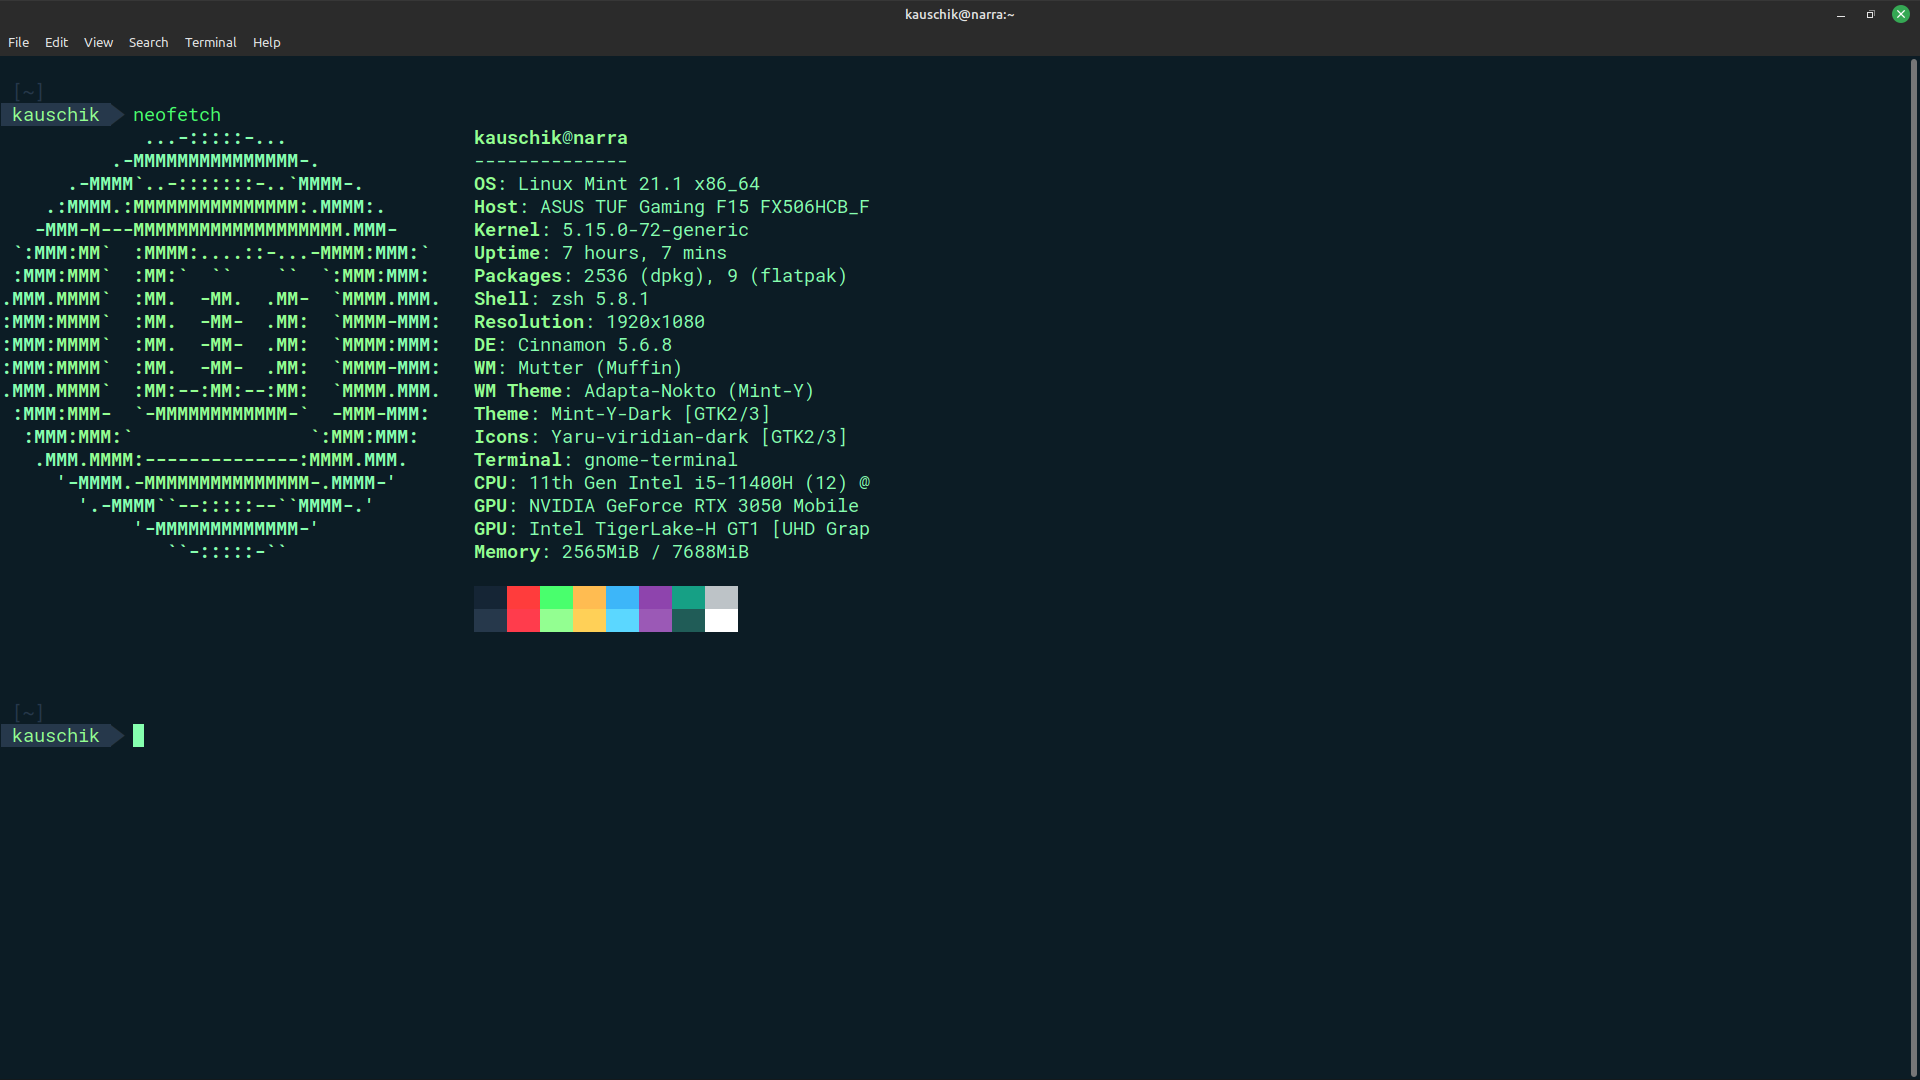 kauschik@narra:~
File Edit View Search Terminal Help
[~]
kauschik neofetch
...-:::::-...
.-MMMMMMMMMMMMMMM-.
.-MMMM`..-:::::::-..`MMMM-.
.:MMMM.:MMMMMMMMMMMMMMM:.MMMM:.
-MMM-M---MMMMMMMMMMMMMMMMMMM.MMM-
`:MMM:MM`  :MMMM:....::-...-MMMM:MMM:`
:MMM:MMM`  :MM:`  ``    ``  `:MMM:MMM:
.MMM.MMMM`  :MM.  -MM.  .MM-  `MMMM.MMM.
:MMM:MMMM`  :MM.  -MM-  .MM:  `MMMM-MMM:
:MMM:MMMM`  :MM.  -MM-  .MM:  `MMMM:MMM:
:MMM:MMMM`  :MM.  -MM-  .MM:  `MMMM-MMM:
.MMM.MMMM`  :MM:--:MM:--:MM:  `MMMM.MMM.
:MMM:MMM-  `-MMMMMMMMMMMM-`  -MMM-MMM:
:MMM:MMM:`                `:MMM:MMM:
.MMM.MMMM:--------------:MMMM.MMM.
'-MMMM.-MMMMMMMMMMMMMMM-.MMMM-'
'.-MMMM``--:::::--``MMMM-.'
'-MMMMMMMMMMMMM-'
``-:::::-``
kauschik@narra
--------------
OS: Linux Mint 21.1 x86_64
Host: ASUS TUF Gaming F15 FX506HCB_F
Kernel: 5.15.0-72-generic
Uptime: 7 hours, 7 mins
Packages: 2536 (dpkg), 9 (flatpak)
Shell: zsh 5.8.1
Resolution: 1920x1080
DE: Cinnamon 5.6.8
WM: Mutter (Muffin)
WM Theme: Adapta-Nokto (Mint-Y)
Theme: Mint-Y-Dark [GTK2/3]
Icons: Yaru-viridian-dark [GTK2/3]
Terminal: gnome-terminal
CPU: 11th Gen Intel i5-11400H (12) @
GPU: NVIDIA GeForce RTX 3050 Mobile
GPU: Intel TigerLake-H GT1 [UHD Grap
Memory: 2565MiB / 7688MiB
[~]
kauschik